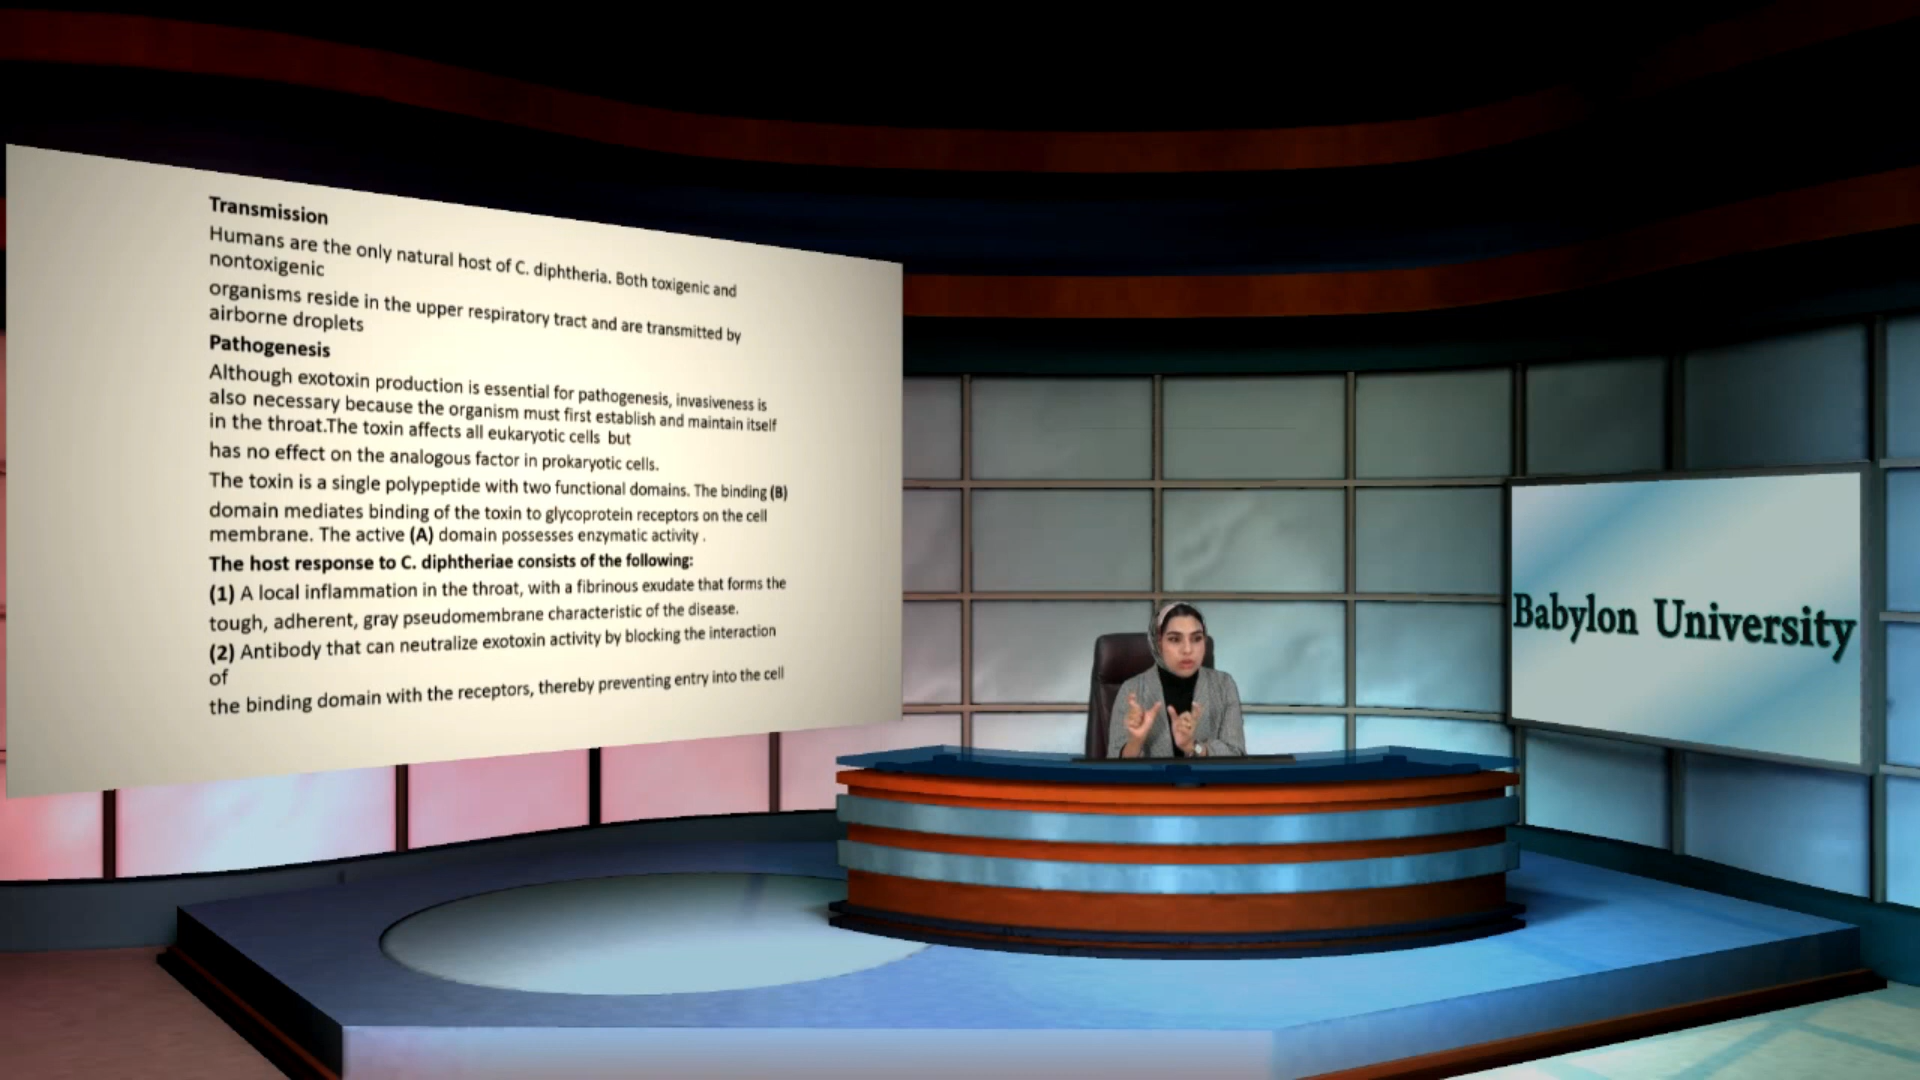 Transmission
Humans are the only natural host of C. diphtheria. Both toxigenic and
nontoxigenic
organisms reside in the upper respiratory tract and are transmitted by
airborne droplets
Pathogenesis
Although exotoxin production is essential for pathogenesis, invasiveness is
also necessary because the organism must first establish and maintain itself
in the throat.The toxin affects all eukaryotic cells but
has no effect on the analogous factor in prokaryotic cells.
The toxin is a single polypeptide with two functional domains. The binding (B)
domain mediates binding of the toxin to glycoprotein receptors on the cell
membrane. The active (A) domain possesses enzymatic activity .
The host response to C. diphtheriae consists of the following:
(1) A local inflammation in the throat, with a fibrinous exudate that forms the
tough, adherent, gray pseudomembrane characteristic of the disease.
(2) Antibody that can neutralize exotoxin activity by blocking the interaction
of
the binding domain with the receptors, thereby preventing entry into the cell
Babylon University